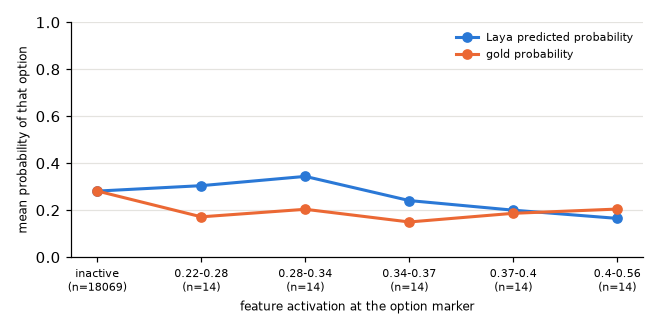 1.0
0.8
0.6
0.4
0.2
0.0
mean probability of that option
Laya predicted probability
gold probability
inactive
(n=18069)
0.22-0.28
(n=14)
0.28-0.34
(n=14)
0.34-0.37
(n=14)
0.37-0.4
(n=14)
0.4-0.56
(n=14)
feature activation at the option marker